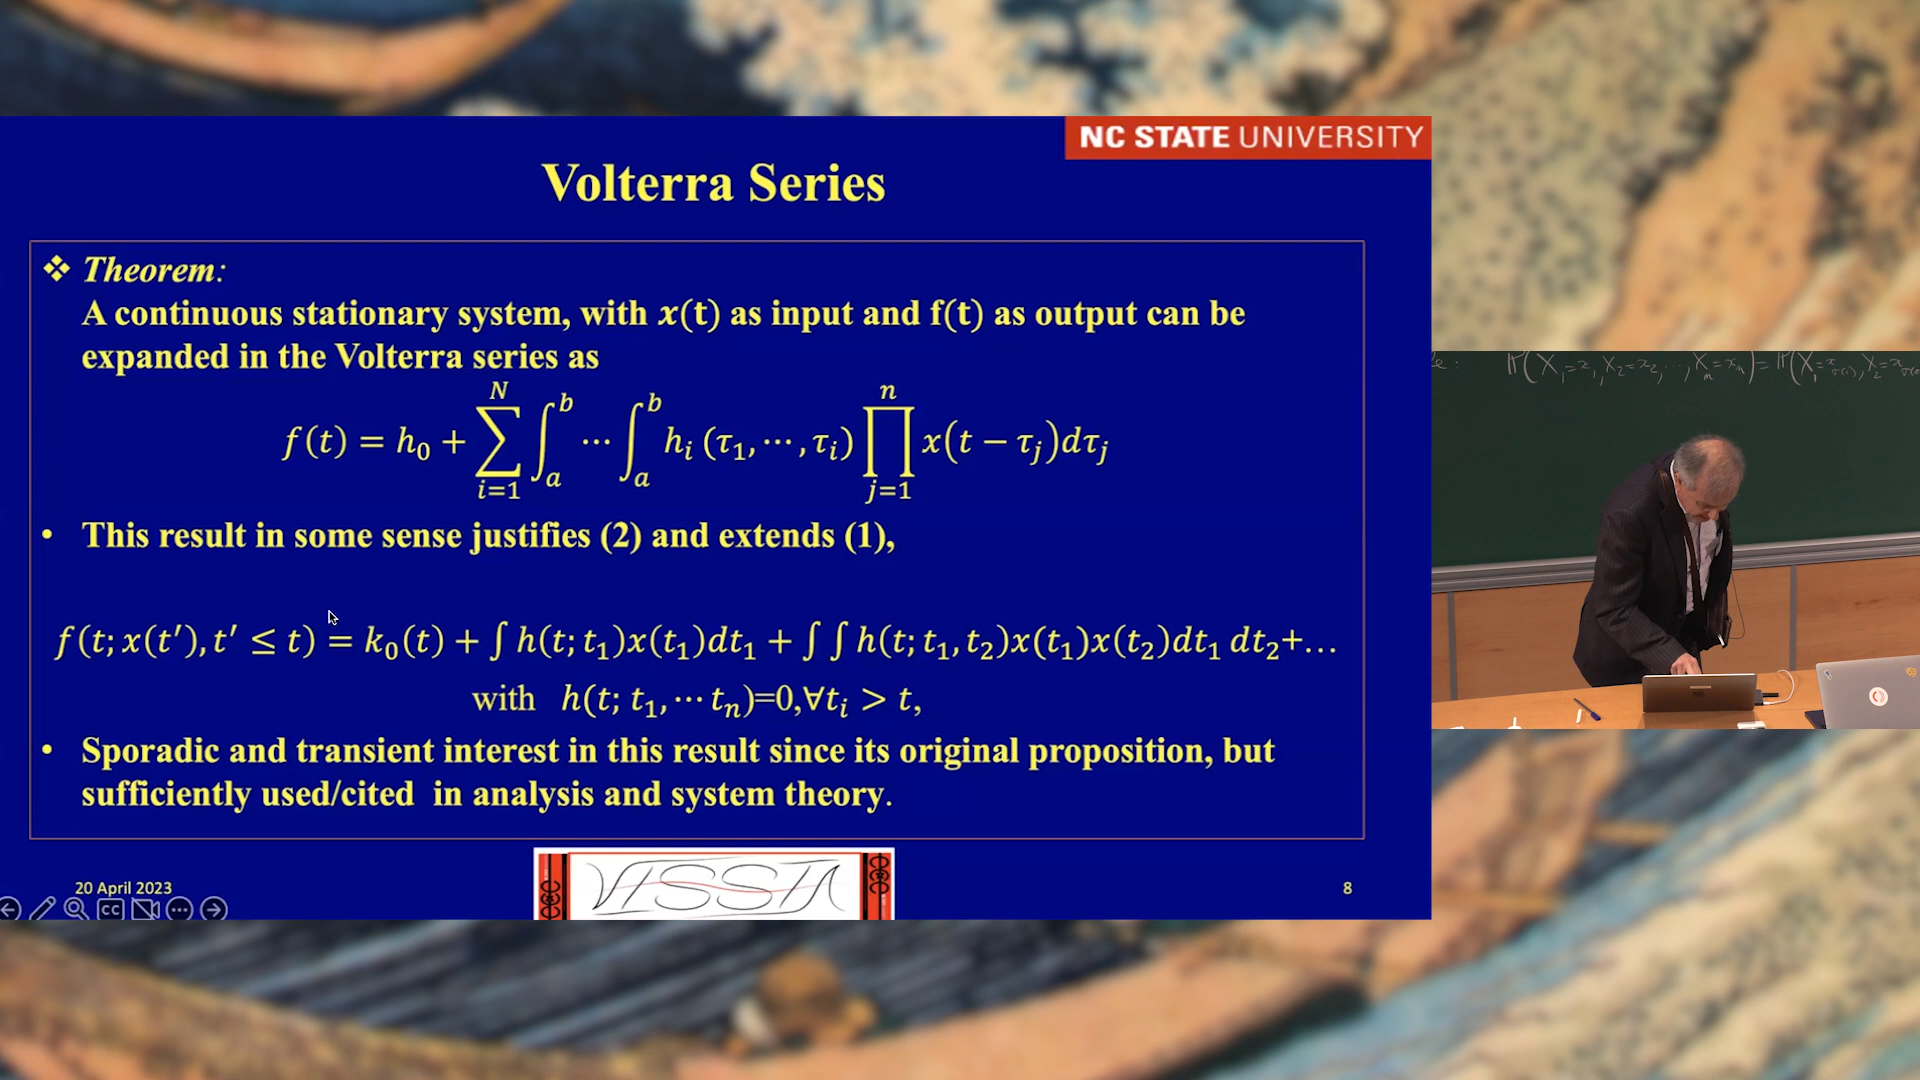 NC STATE UNIVERSITY
Volterra Series
❖ Theorem:
A continuous stationary system, with x(t) as input and f(t) as output can be
expanded in the Volterra series as
f(t) = h₀ + ∑_{i=1}^{N} ∫_a^b ⋯ ∫_a^b h_i (τ₁, ⋯ , τ_i) ∏_{j=1}^{n} x(t − τ_j)dτ_j
• This result in some sense justifies (2) and extends (1),
f(t; x(t′), t′ ≤ t) = k₀(t) + ∫ h(t; t₁)x(t₁)dt₁ + ∫ ∫ h(t; t₁, t₂)x(t₁)x(t₂)dt₁ dt₂+…
with h(t; t₁, ⋯ t_n)=0,∀t_i > t,
• Sporadic and transient interest in this result since its original proposition, but
sufficiently used/cited in analysis and system theory.
VISSTA
20 April 2023
8
CC